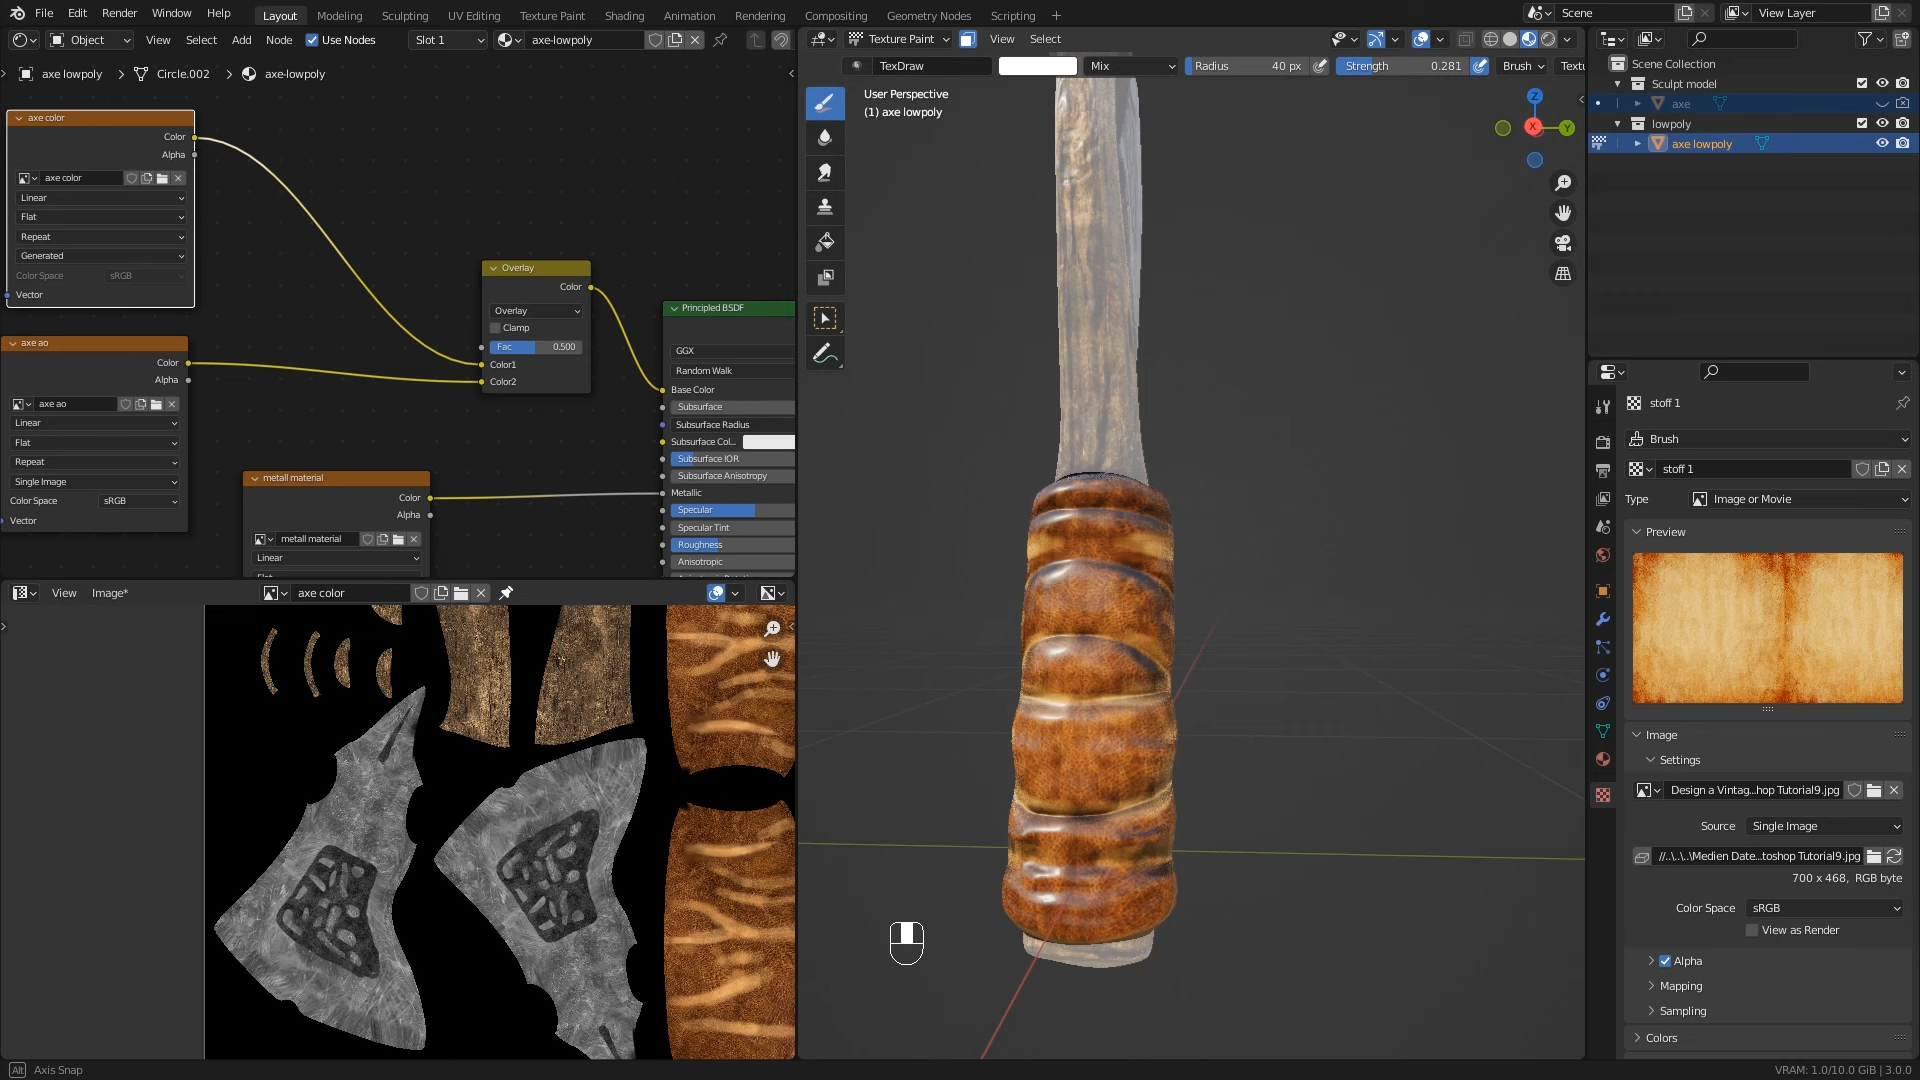 File Edit Render Window Help Layout Modeling Sculpting UV Editing Texture Paint Shading Animation Rendering Compositing Geometry Nodes Scripting + Scene View Layer
Object View Select Add Node Use Nodes Slot 1 axe-lowpoly
Texture Paint View Select
axe lowpoly > Circle.002 > axe-lowpoly
TexDraw Mix Radius 40 px Strength 0.281 Brush Textu
User Perspective
(1) axe lowpoly
Z
X
Y
axe color
Color
Alpha
axe color
Linear
Flat
Repeat
Generated
Color Space sRGB
Vector
axe ao
Color
Alpha
axe ao
Linear
Flat
Repeat
Single Image
Color Space sRGB
Vector
Overlay
Color
Overlay
Clamp
Fac 0.500
Color1
Color2
metall material
Color
Alpha
metall material
Linear
Principled BSDF
GGX
Random Walk
Base Color
Subsurface
Subsurface Radius
Subsurface Col...
Subsurface IOR
Subsurface Anisotropy
Metallic
Specular
Specular Tint
Roughness
Anisotropic
View Image* axe color
Scene Collection
Sculpt model
axe
lowpoly
axe lowpoly
stoff 1
Brush
stoff 1
Type Image or Movie
Preview
Image
Settings
Design a Vintag...hop Tutorial9.jpg
Source Single Image
//..\..\..\Medien Date...toshop Tutorial9.jpg
700 x 468, RGB byte
Color Space sRGB
View as Render
Alpha
Mapping
Sampling
Colors
Alt Axis Snap
VRAM: 1.0/10.0 GiB | 3.0.0